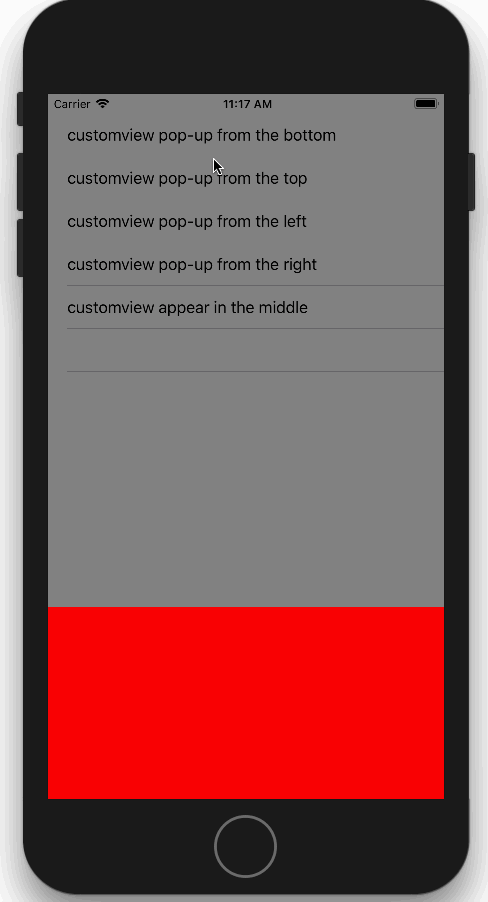 Carrier 11:17 AM
customview pop-up from the bottom
customview pop-up from the top
customview pop-up from the left
customview pop-up from the right
customview appear in the middle